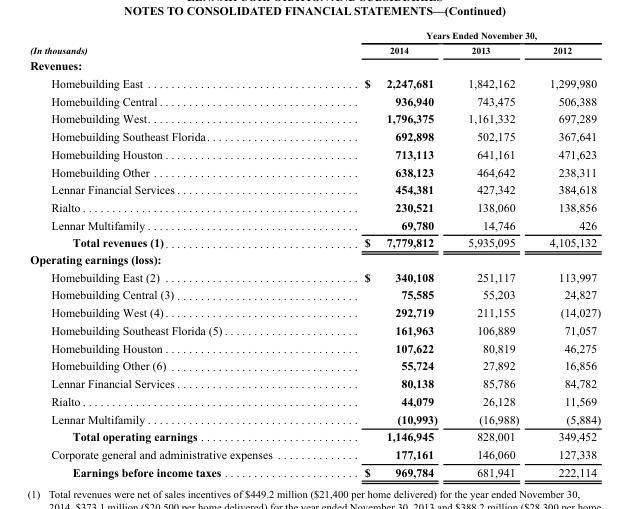 NOTES TO CONSOLIDATED FINANCIAL STATEMENTS—(Continued)
Years Ended November 30,
(In thousands) 2014 2013 2012
Revenues:
Homebuilding East $ 2,247,681 1,842,162 1,299,980
Homebuilding Central 936,940 743,475 506,388
Homebuilding West 1,796,375 1,161,332 697,289
Homebuilding Southeast Florida 692,898 502,175 367,641
Homebuilding Houston 713,113 641,161 471,623
Homebuilding Other 638,123 464,642 238,311
Lennar Financial Services 454,381 427,342 384,618
Rialto 230,521 138,060 138,856
Lennar Multifamily 69,780 14,746 426
Total revenues (1) $ 7,779,812 5,935,095 4,105,132
Operating earnings (loss):
Homebuilding East (2) $ 340,108 251,117 113,997
Homebuilding Central (3) 75,585 55,203 24,827
Homebuilding West (4) 292,719 211,155 (14,027)
Homebuilding Southeast Florida (5) 161,963 106,889 71,057
Homebuilding Houston 107,622 80,819 46,275
Homebuilding Other (6) 55,724 27,892 16,856
Lennar Financial Services 80,138 85,786 84,782
Rialto 44,079 26,128 11,569
Lennar Multifamily (10,993) (16,988) (5,884)
Total operating earnings 1,146,945 828,001 349,452
Corporate general and administrative expenses 177,161 146,060 127,338
Earnings before income taxes $ 969,784 681,941 222,114
(1) Total revenues were net of sales incentives of $449.2 million ($21,400 per home delivered) for the year ended November 30,
2014, $373.1 million ($20,500 per home delivered) for the year ended November 30, 2013 and $388.2 million ($28,300 per home